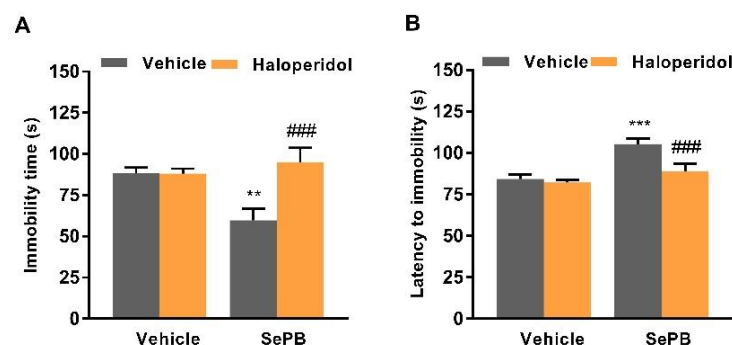 A
Vehicle Haloperidol
Immobility time (s)
150
125
100
75
50
25
0
**
###
Vehicle SePB
B
Vehicle Haloperidol
Latency to immobility (s)
150
125
100
75
50
25
0
***
###
Vehicle SePB